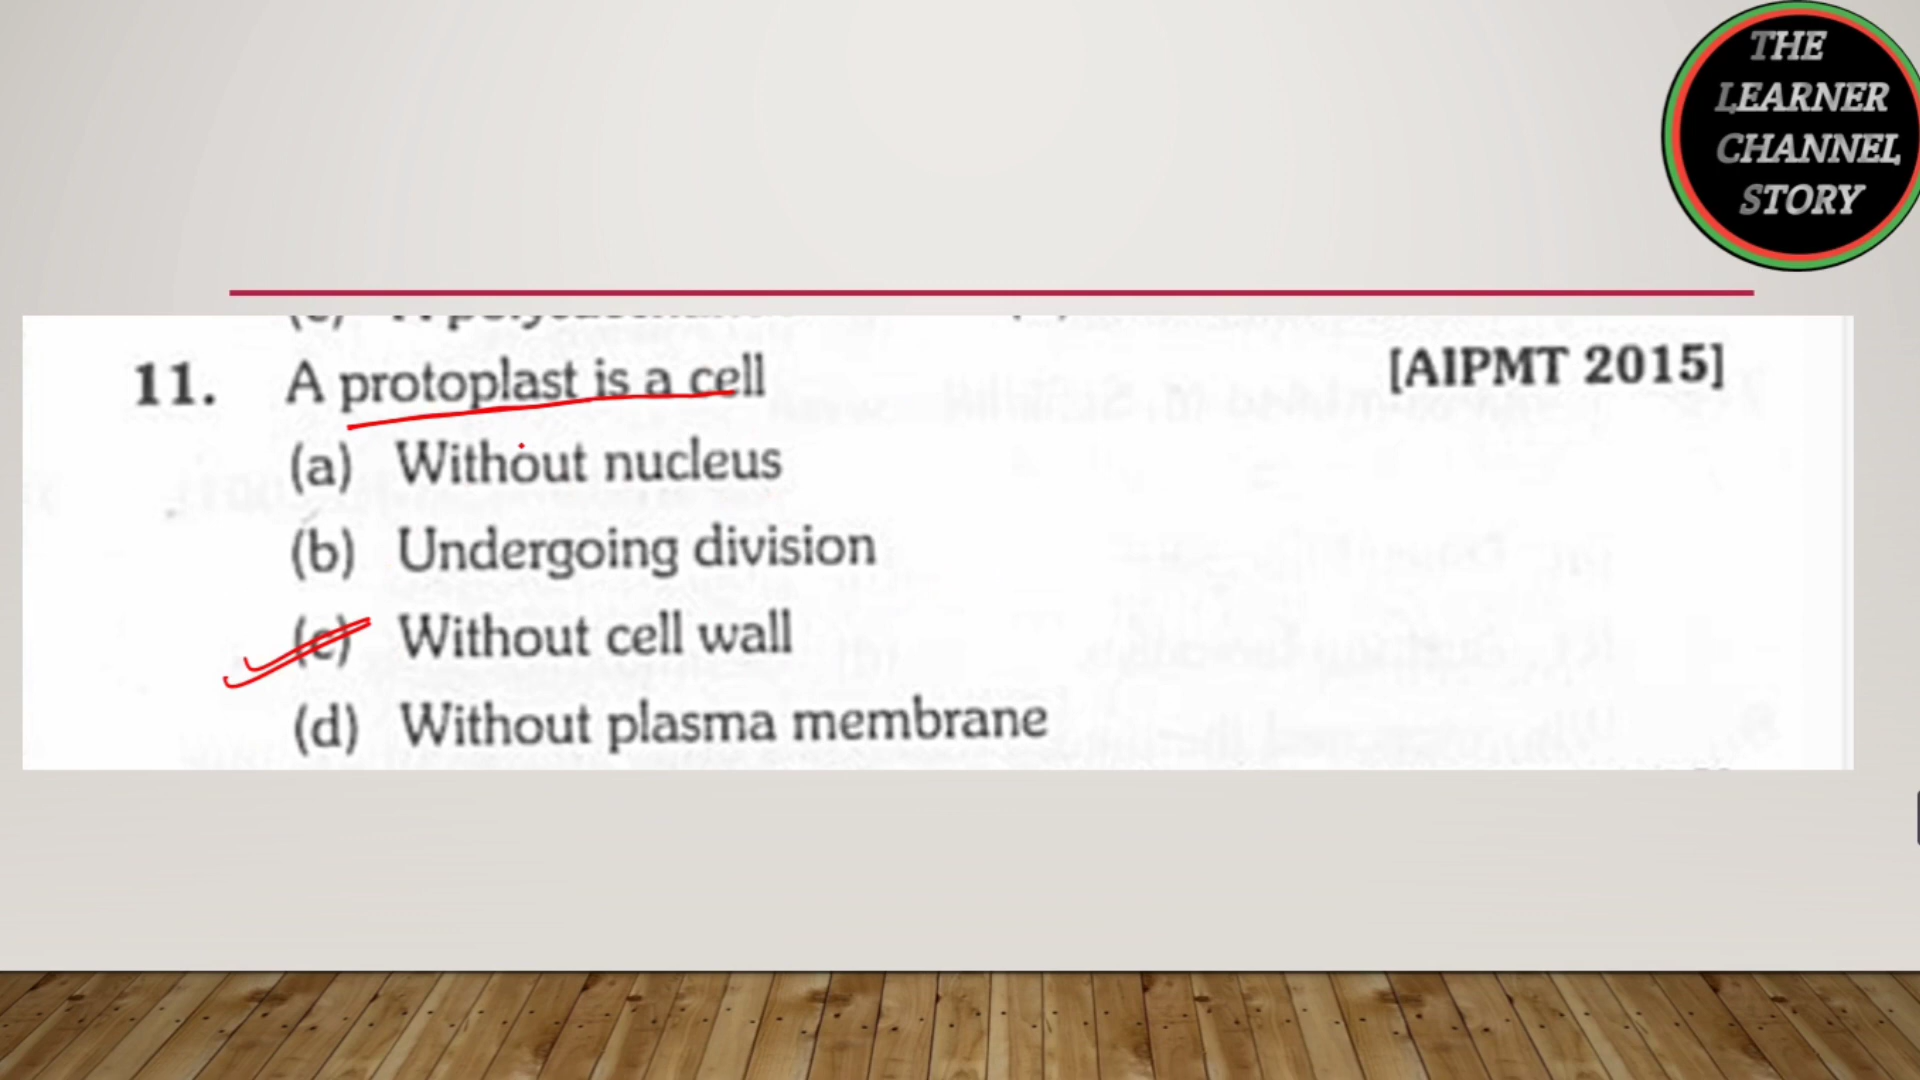 THE
LEARNER
CHANNEL
STORY
11. A protoplast is a cell [AIPMT 2015]
(a) Without nucleus
(b) Undergoing division
(c) Without cell wall
(d) Without plasma membrane